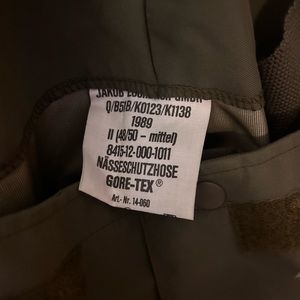 JAKOB
GMBH
Q/B51B/K0123/K1138
1989
II (48/50 - mittel)
8415-12-000-1011
NÄSSESCHUTZHOSE
GORE-TEX®
Art.-Nr. 14-060